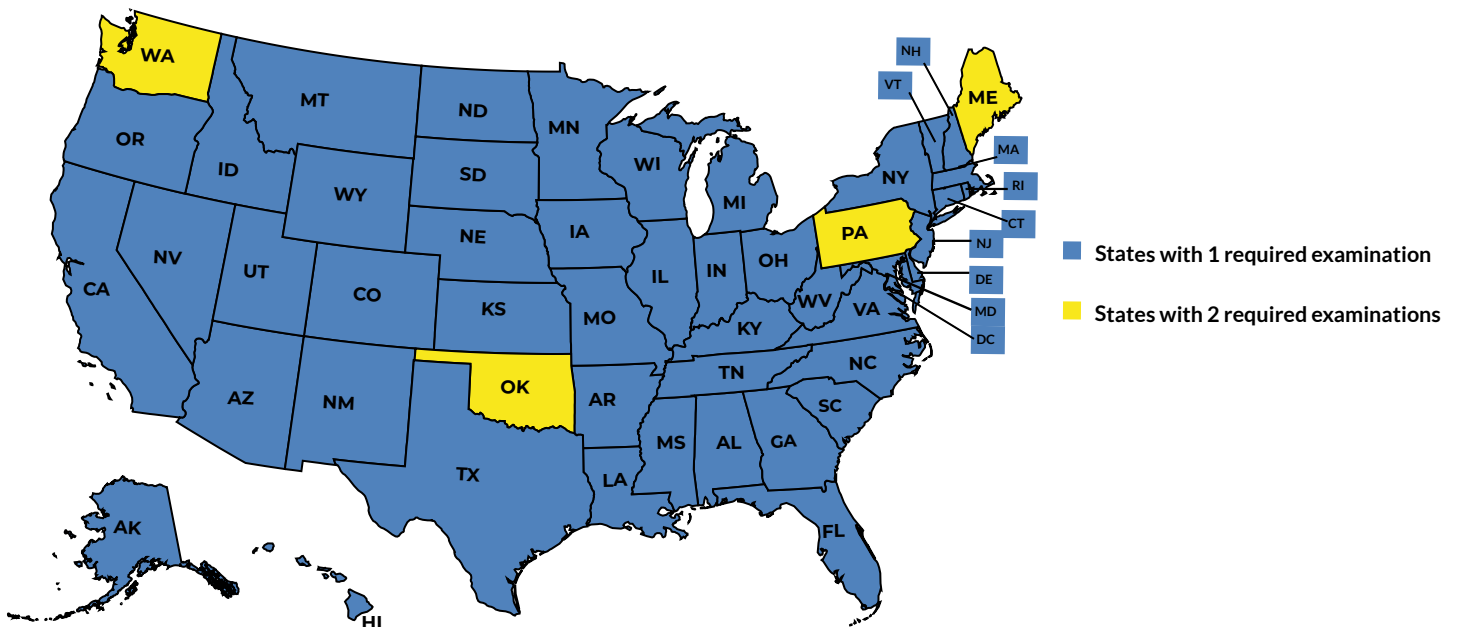 WA
MT
ND
MN
OR
ID
WY
SD
WI
MI
NY
VT
NH
ME
MA
RI
CT
NJ
DE
MD
DC
PA
NV
UT
CO
NE
IA
IL
IN
OH
CA
KS
MO
KY
WV
VA
AZ
NM
OK
AR
TN
NC
SC
TX
LA
MS
AL
GA
FL
AK
HI
States with 1 required examination
States with 2 required examinations